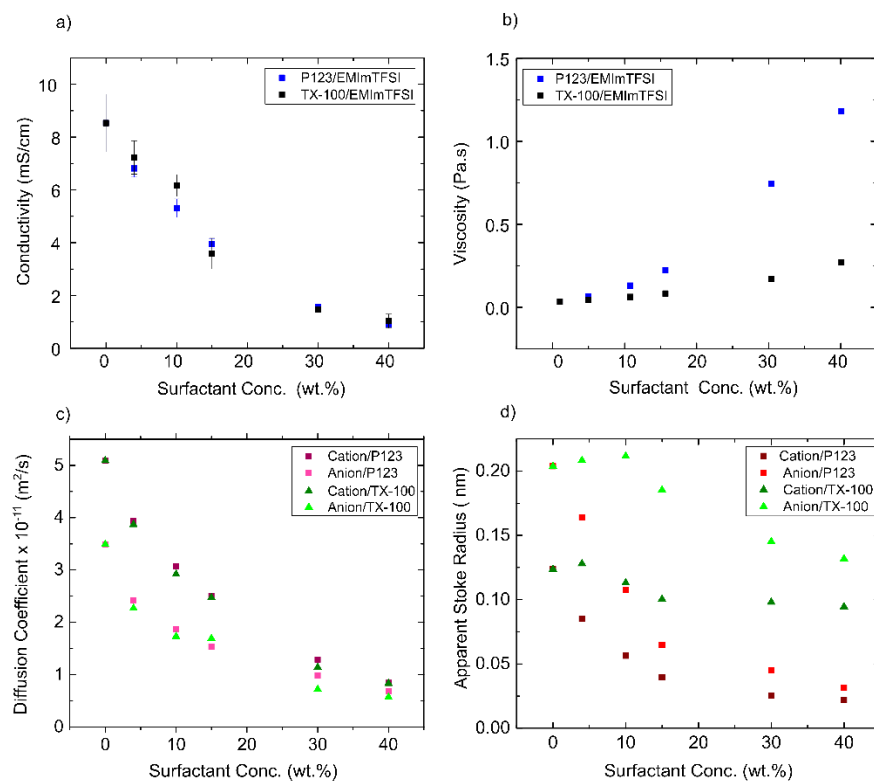 a)
Conductivity (mS/cm)
10
8
6
4
2
0
P123/EMImTFSI
TX-100/EMImTFSI
0 10 20 30 40
Surfactant Conc. (wt.%)
b)
Viscosity (Pa.s)
1.5
1.0
0.5
0.0
P123/EMImTFSI
TX-100/EMImTFSI
0 10 20 30 40
Surfactant Conc. (wt.%)
c)
Diffusion Coefficient x 10⁻¹¹ (m²/s)
5
4
3
2
1
0
Cation/P123
Anion/P123
Cation/TX-100
Anion/TX-100
0 10 20 30 40
Surfactant Conc. (wt.%)
d)
Apparent Stoke Radius ( nm)
0.20
0.15
0.10
0.05
0.00
Cation/P123
Anion/P123
Cation/TX-100
Anion/TX-100
0 10 20 30 40
Surfactant Conc. (wt.%)